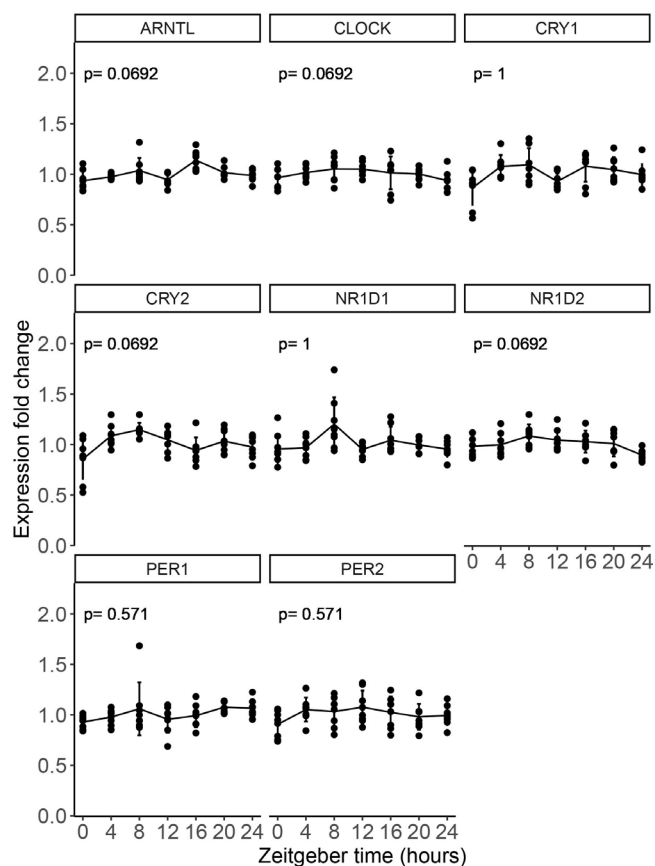 ARNTL CLOCK CRY1
p= 0.0692 p= 0.0692 p= 1
2.0
1.5
1.0
0.5
0.0
CRY2 NR1D1 NR1D2
p= 0.0692 p= 1 p= 0.0692
2.0
1.5
1.0
0.5
0.0
Expression fold change
0 4 8 12 16 20 24
PER1 PER2
p= 0.571 p= 0.571
2.0
1.5
1.0
0.5
0.0
0 4 8 12 16 20 24 0 4 8 12 16 20 24
Zeitgeber time (hours)